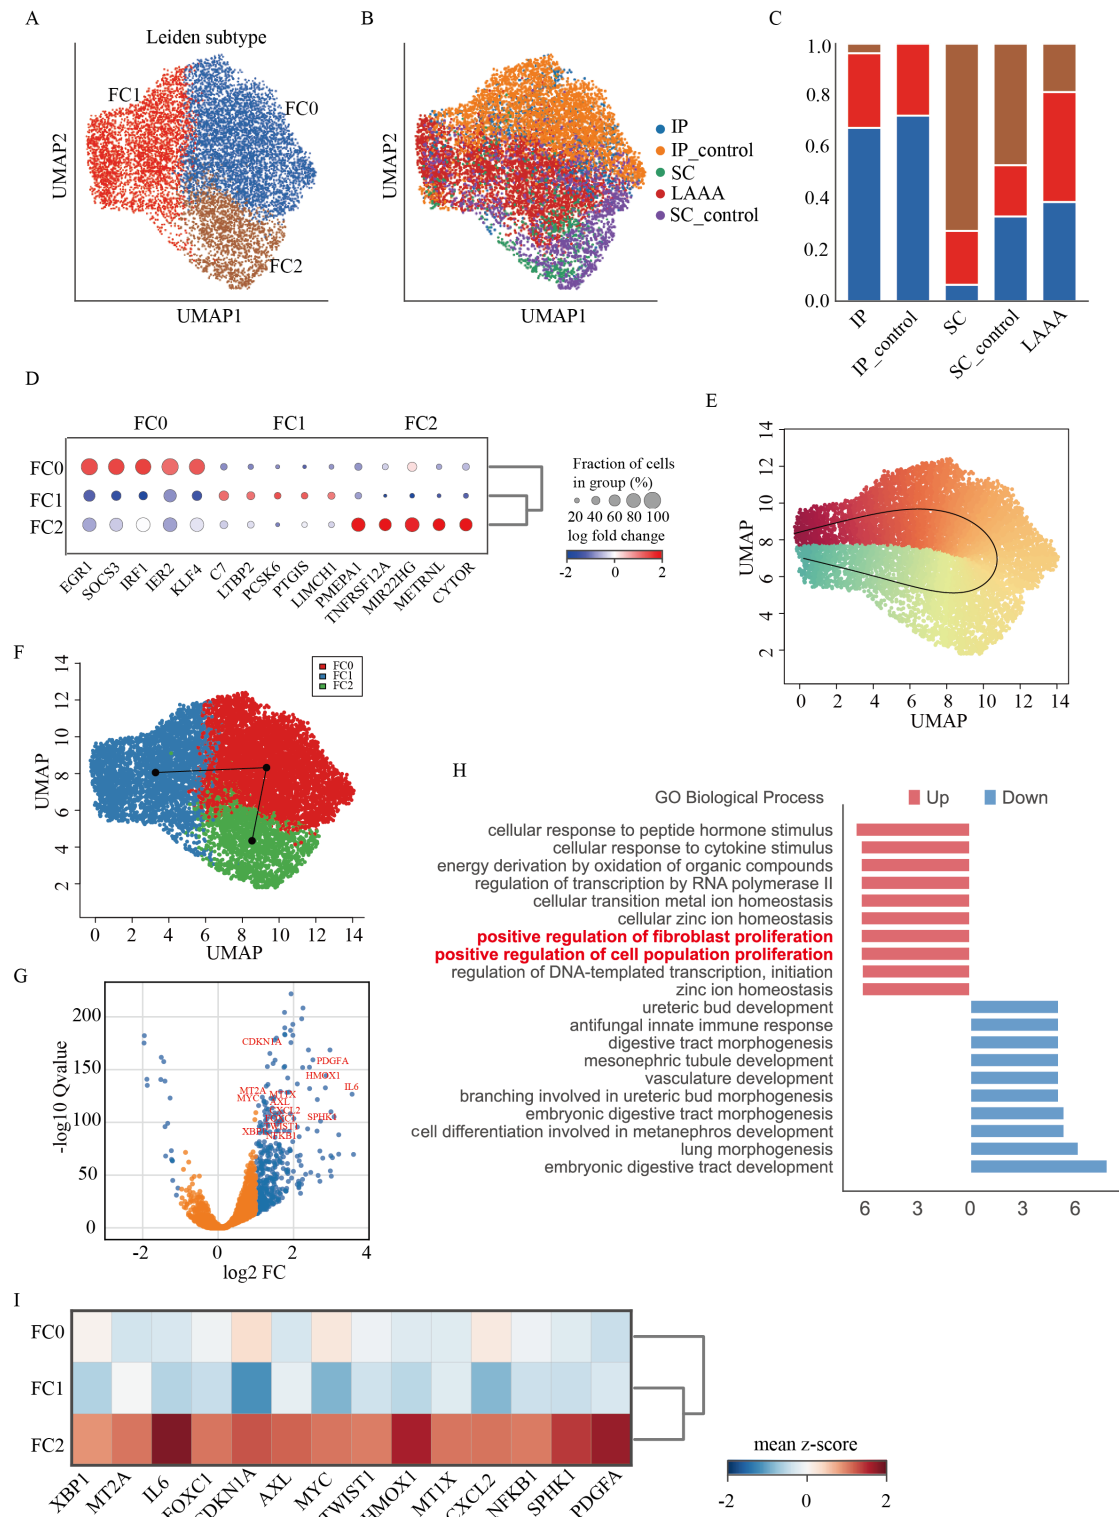 A
Leiden subtype
FC1
FC0
FC2
UMAP2
UMAP1
B
UMAP2
UMAP1
IP
IP_control
SC
LAAA
SC_control
C
1.0
0.8
0.6
0.4
0.2
0.0
IP
IP_control
SC
SC_control
LAAA
D
FC0 FC1 FC2
FC0
FC1
FC2
EGR1 SOCS3 IRF1 IER2 KLF4 C7 LTBP2 PCSK6 PTGIS LIMCH1 PMEPA1 TNFRSF12A MIR22HG METRNL CYTOR
Fraction of cells
in group (%)
20 40 60 80 100
log fold change
-2 0 2
E
14
12
10
8
6
4
2
UMAP
0 2 4 6 8 10 12 14
UMAP
F
14
12
10
8
6
4
2
UMAP
FC0
FC1
FC2
0 2 4 6 8 10 12 14
UMAP
G
200
150
100
50
0
-log10 Qvalue
CDKN1A
PDGFA
HMOX1
IL6
MT2A
MT1X
MYC
AXL
CXCL2
SPHK1
FOXC1
TWIST1
XBP1
NFKB1
-2 0 2 4
log2 FC
H
GO Biological Process Up Down
cellular response to peptide hormone stimulus
cellular response to cytokine stimulus
energy derivation by oxidation of organic compounds
regulation of transcription by RNA polymerase II
cellular transition metal ion homeostasis
cellular zinc ion homeostasis
positive regulation of fibroblast proliferation
positive regulation of cell population proliferation
regulation of DNA-templated transcription, initiation
zinc ion homeostasis
ureteric bud development
antifungal innate immune response
digestive tract morphogenesis
mesonephric tubule development
vasculature development
branching involved in ureteric bud morphogenesis
embryonic digestive tract morphogenesis
cell differentiation involved in metanephros development
lung morphogenesis
embryonic digestive tract development
6 3 0 3 6
I
FC0
FC1
FC2
XBP1 MT2A IL6 FOXC1 CDKN1A AXL MYC TWIST1 HMOX1 MT1X CXCL2 NFKB1 SPHK1 PDGFA
mean z-score
-2 0 2